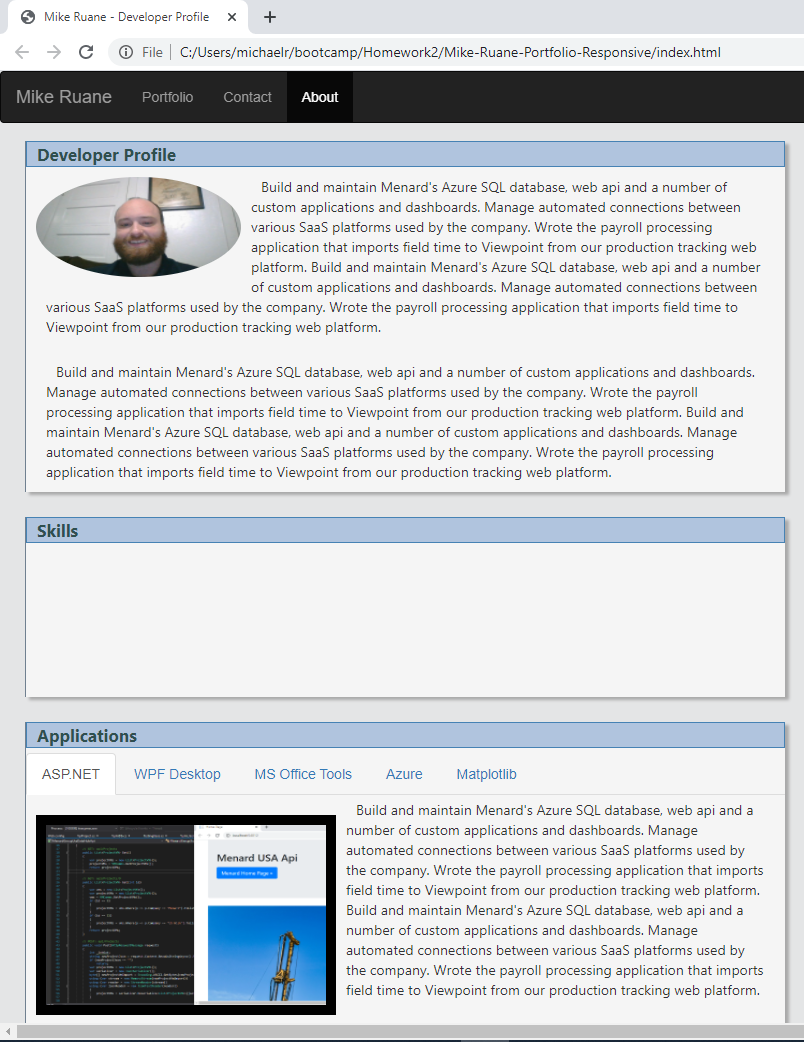 Mike Ruane - Developer Profile
File | C:/Users/michaelr/bootcamp/Homework2/Mike-Ruane-Portfolio-Responsive/index.html
Mike Ruane Portfolio Contact About
Developer Profile
Build and maintain Menard's Azure SQL database, web api and a number of
custom applications and dashboards. Manage automated connections between
various SaaS platforms used by the company. Wrote the payroll processing
application that imports field time to Viewpoint from our production tracking web
platform. Build and maintain Menard's Azure SQL database, web api and a number
of custom applications and dashboards. Manage automated connections between
various SaaS platforms used by the company. Wrote the payroll processing application that imports field time to
Viewpoint from our production tracking web platform.
Build and maintain Menard's Azure SQL database, web api and a number of custom applications and dashboards.
Manage automated connections between various SaaS platforms used by the company. Wrote the payroll
processing application that imports field time to Viewpoint from our production tracking web platform. Build and
maintain Menard's Azure SQL database, web api and a number of custom applications and dashboards. Manage
automated connections between various SaaS platforms used by the company. Wrote the payroll processing
application that imports field time to Viewpoint from our production tracking web platform.
Skills
Applications
ASP.NET WPF Desktop MS Office Tools Azure Matplotlib
Menard USA Api
Menard Home Page »
Build and maintain Menard's Azure SQL database, web api and a
number of custom applications and dashboards. Manage
automated connections between various SaaS platforms used by
the company. Wrote the payroll processing application that imports
field time to Viewpoint from our production tracking web platform.
Build and maintain Menard's Azure SQL database, web api and a
number of custom applications and dashboards. Manage
automated connections between various SaaS platforms used by
the company. Wrote the payroll processing application that imports
field time to Viewpoint from our production tracking web platform.